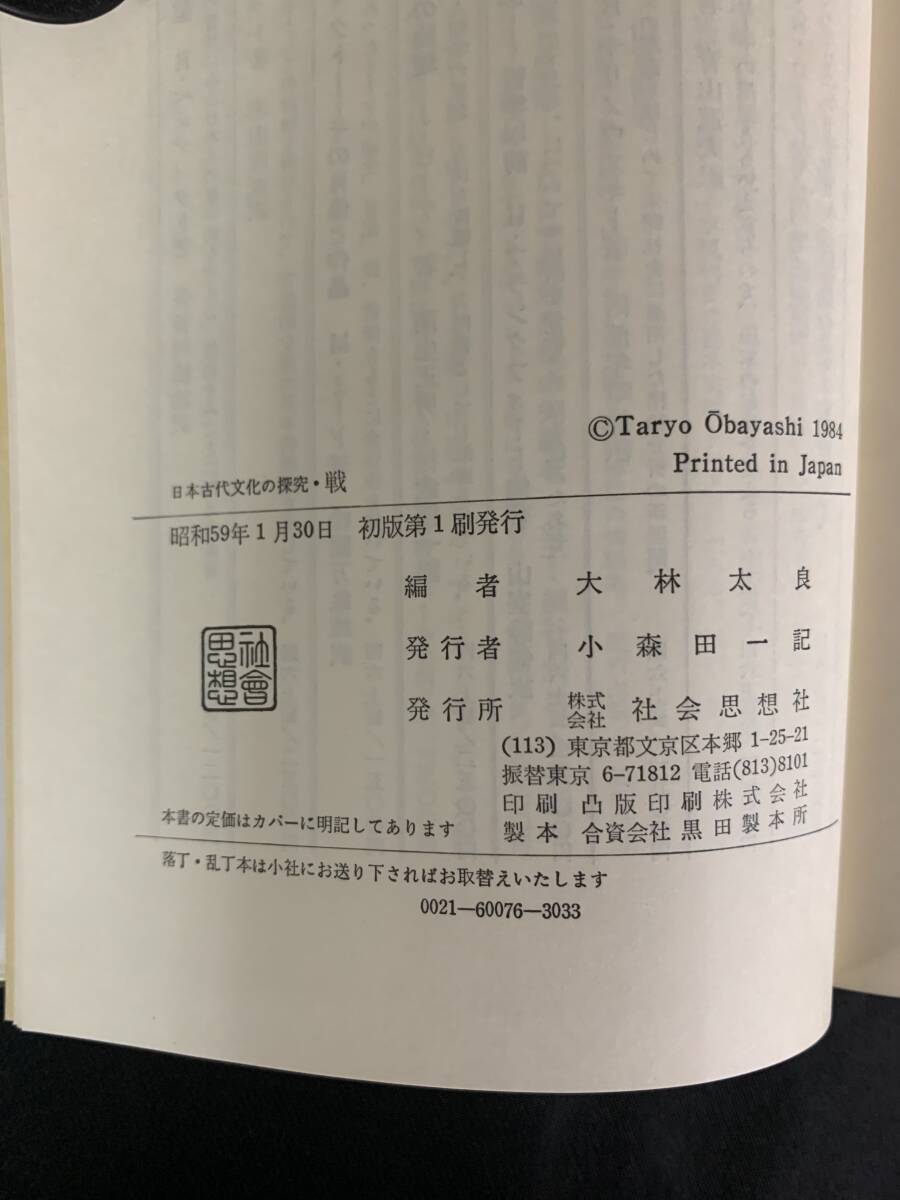 ©Taryo Ōbayashi 1984
Printed in Japan
日本古代文化の探究・戦
昭和59年1月30日 初版第1刷発行
編者 大林太良
発行者 小森田一記
発行所 株式会社 社会思想社
(113) 東京都文京区本郷 1-25-21
振替東京 6-71812 電話(813)8101
印刷 凸版印刷株式会社
製本 合資会社黒田製本所
社會思想
本書の定価はカバーに明記してあります
落丁・乱丁本は小社にお送り下さればお取替えいたします
0021—60076—3033